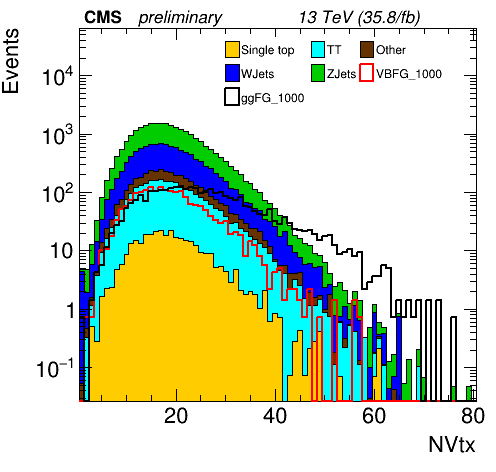 CMS preliminary 13 TeV (35.8/fb)
Events
Single top TT Other
WJets ZJets VBFG_1000
ggFG_1000
10⁴
10³
10²
10
1
10⁻¹
20 40 60 80
NVtx